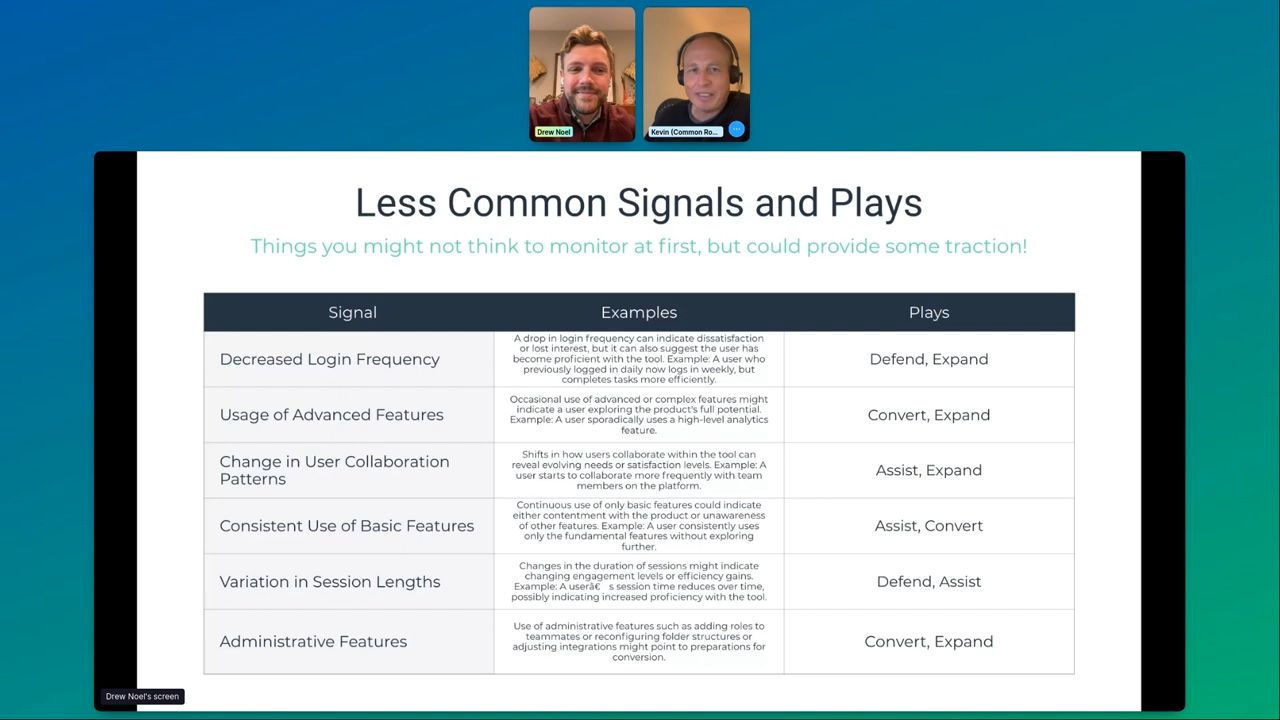 Drew Noel
Kevin (Common Ro...
Less Common Signals and Plays
Things you might not think to monitor at first, but could provide some traction!
Signal
Examples
Plays
Decreased Login Frequency
A drop in login frequency can indicate dissatisfaction
or lost interest, but it can also suggest the user has
become proficient with the tool. Example: A user who
previously logged in daily now logs in weekly, but
completes tasks more efficiently.
Defend, Expand
Usage of Advanced Features
Occasional use of advanced or complex features might
indicate a user exploring the product's full potential.
Example: A user sporadically uses a high-level analytics
feature.
Convert, Expand
Change in User Collaboration
Patterns
Shifts in how users collaborate within the tool can
reveal evolving needs or satisfaction levels. Example: A
user starts to collaborate more frequently with team
members on the platform.
Assist, Expand
Consistent Use of Basic Features
Continuous use of only basic features could indicate
either contentment with the product or unawareness
of other features. Example: A user consistently uses
only the fundamental features without exploring
further.
Assist, Convert
Variation in Session Lengths
Changes in the duration of sessions might indicate
changing engagement levels or efficiency gains.
Example: A userâ€ s session time reduces over time,
possibly indicating increased proficiency with the tool.
Defend, Assist
Administrative Features
Use of administrative features such as adding roles to
teammates or reconfiguring folder structures or
adjusting integrations might point to preparations for
conversion.
Convert, Expand
Drew Noel's screen